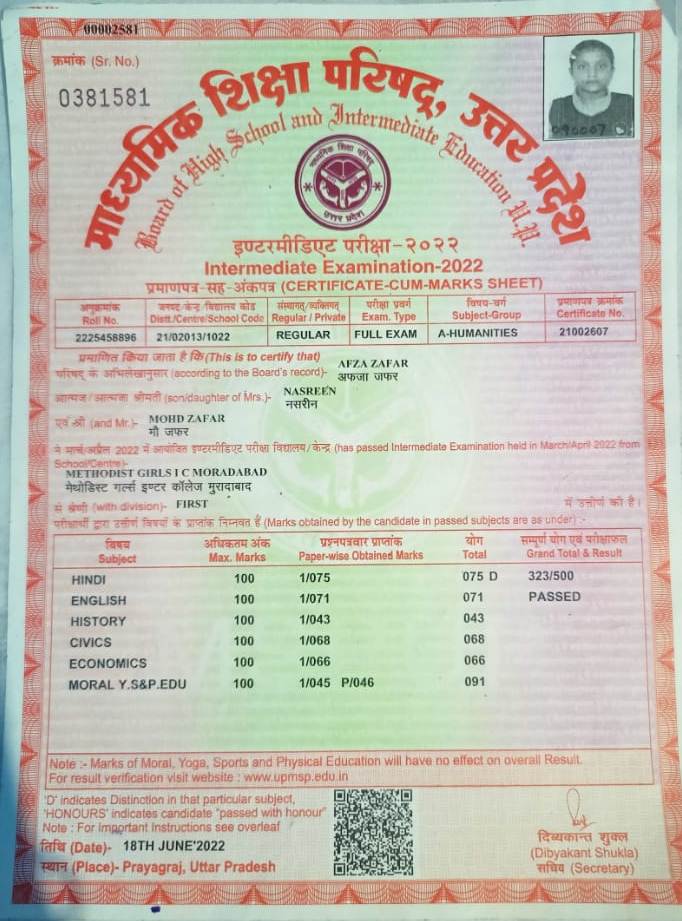 00002581
क्रमांक (Sr. No.)
0381581
माध्यमिक शिक्षा परिषद्, उत्तर प्रदेश
Board of High School and Intermediate Education U.P.
माध्यमिक शिक्षा परिषद्
उत्तर प्रदेश
इण्टरमीडिएट परीक्षा-२०२२
Intermediate Examination-2022
प्रमाणपत्र-सह-अंकपत्र (CERTIFICATE-CUM-MARKS SHEET)
अनुक्रमांक जनपद/केन्द्र/विद्यालय कोड संस्थागत/व्यक्तिगत परीक्षा प्रवर्ग विषय-वर्ग प्रमाणपत्र क्रमांक
Roll No. Distt./Centre/School Code Regular / Private Exam. Type Subject-Group Certificate No.
2225458896 21/02013/1022 REGULAR FULL EXAM A-HUMANITIES 21002607
प्रमाणित किया जाता है कि (This is to certify that) AFZA ZAFAR
परिषद के अभिलेखानुसार (according to the Board's record)- अफजा जफर
आत्मज/आत्मजा श्रीमती (son/daughter of Mrs.)- NASREEN
नसरीन
एवं श्री (and Mr.)- MOHD ZAFAR
मौ जफर
ने मार्च/अप्रैल 2022 में आयोजित इण्टरमीडिएट परीक्षा विद्यालय/केन्द्र (has passed Intermediate Examination held in March/April 2022 from
School/Centre)-
METHODIST GIRLS I C MORADABAD
मेथोडिस्ट गर्ल्स इण्टर कॉलेज मुरादाबाद
से श्रेणी (with division)- FIRST में उत्तीर्ण की है।
परीक्षार्थी द्वारा उत्तीर्ण विषयों के प्राप्तांक निम्नवत हैं (Marks obtained by the candidate in passed subjects are as under) :-
विषय अधिकतम अंक प्रश्नपत्रवार प्राप्तांक योग सम्पूर्ण योग एवं परीक्षाफल
Subject Max. Marks Paper-wise Obtained Marks Total Grand Total & Result
HINDI 100 1/075 075 D 323/500
ENGLISH 100 1/071 071 PASSED
HISTORY 100 1/043 043
CIVICS 100 1/068 068
ECONOMICS 100 1/066 066
MORAL Y.S&P.EDU 100 1/045 P/046 091
Note :- Marks of Moral, Yoga, Sports and Physical Education will have no effect on overall Result.
For result verification visit website : www.upmsp.edu.in
'D' indicates Distinction in that particular subject,
'HONOURS' indicates candidate "passed with honour"
Note : For Important Instructions see overleaf
तिथि (Date)- 18TH JUNE'2022
स्थान (Place)- Prayagraj, Uttar Pradesh
दिव्यकान्त शुक्ल
(Dibyakant Shukla)
सचिव (Secretary)